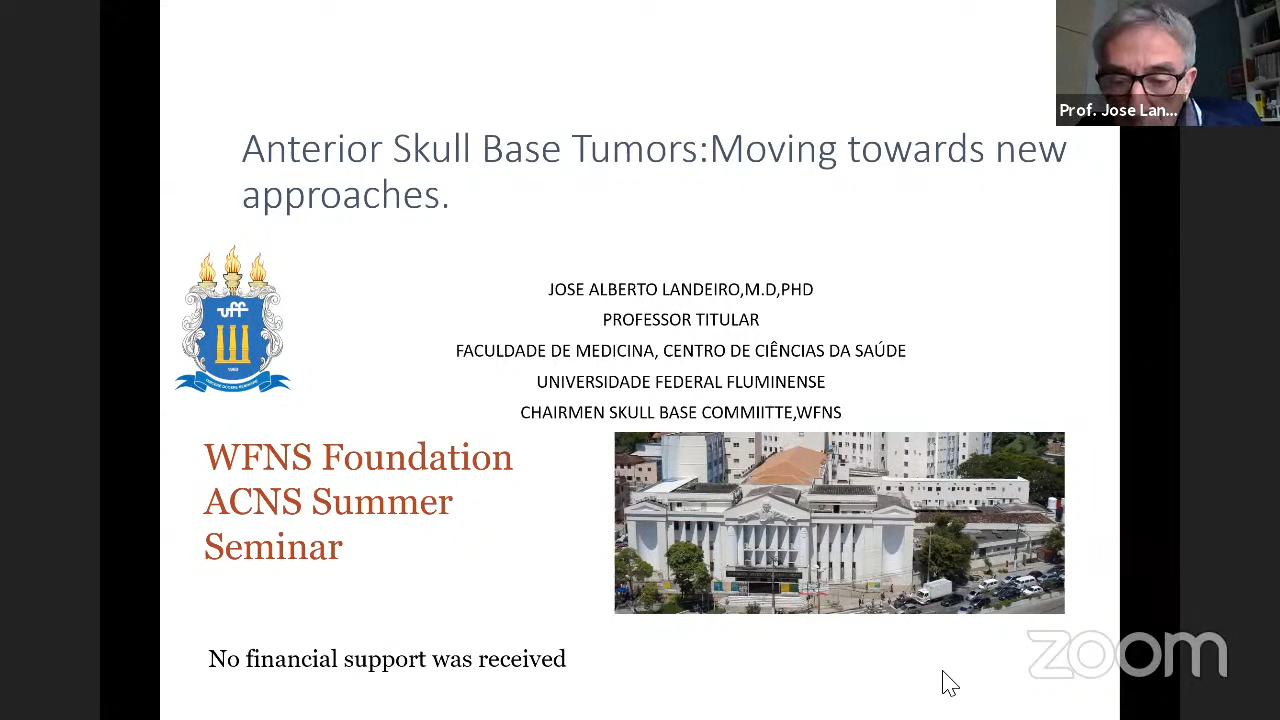 Prof. Jose Lan...
Anterior Skull Base Tumors:Moving towards new
approaches.
uff
1960
JOSE ALBERTO LANDEIRO,M.D,PHD
PROFESSOR TITULAR
FACULDADE DE MEDICINA, CENTRO DE CIÊNCIAS DA SAÚDE
UNIVERSIDADE FEDERAL FLUMINENSE
CHAIRMEN SKULL BASE COMMIITTE,WFNS
WFNS Foundation
ACNS Summer
Seminar
No financial support was received
zoom